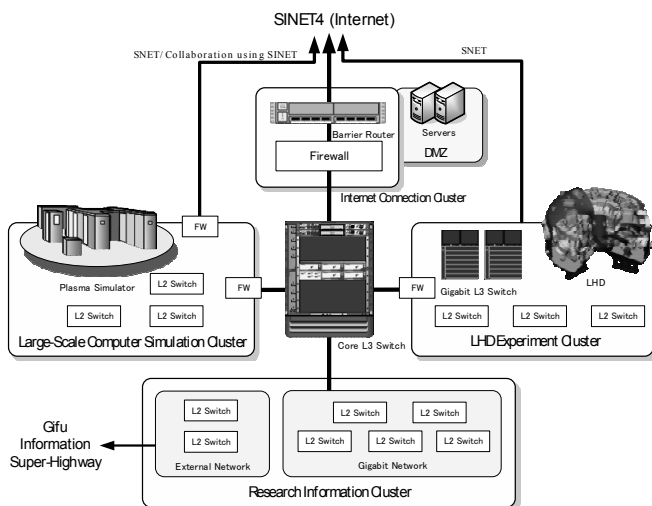 SINET4 (Internet)
SNET/Collaboration using SINET
SNET
Barrier Router
Servers
DMZ
Firewall
Internet Connection Cluster
FW
Plasma Simulator
L2 Switch
L2 Switch
L2 Switch
FW
Large-Scale Computer Simulation Cluster
Core L3 Switch
FW
Gigabit L3 Switch
LHD
L2 Switch
L2 Switch
L2 Switch
LHD Experiment Cluster
L2 Switch
L2 Switch
External Network
L2 Switch
L2 Switch
L2 Switch
L2 Switch
L2 Switch
Gigabit Network
Research Information Cluster
Gifu
Information
Super-Highway